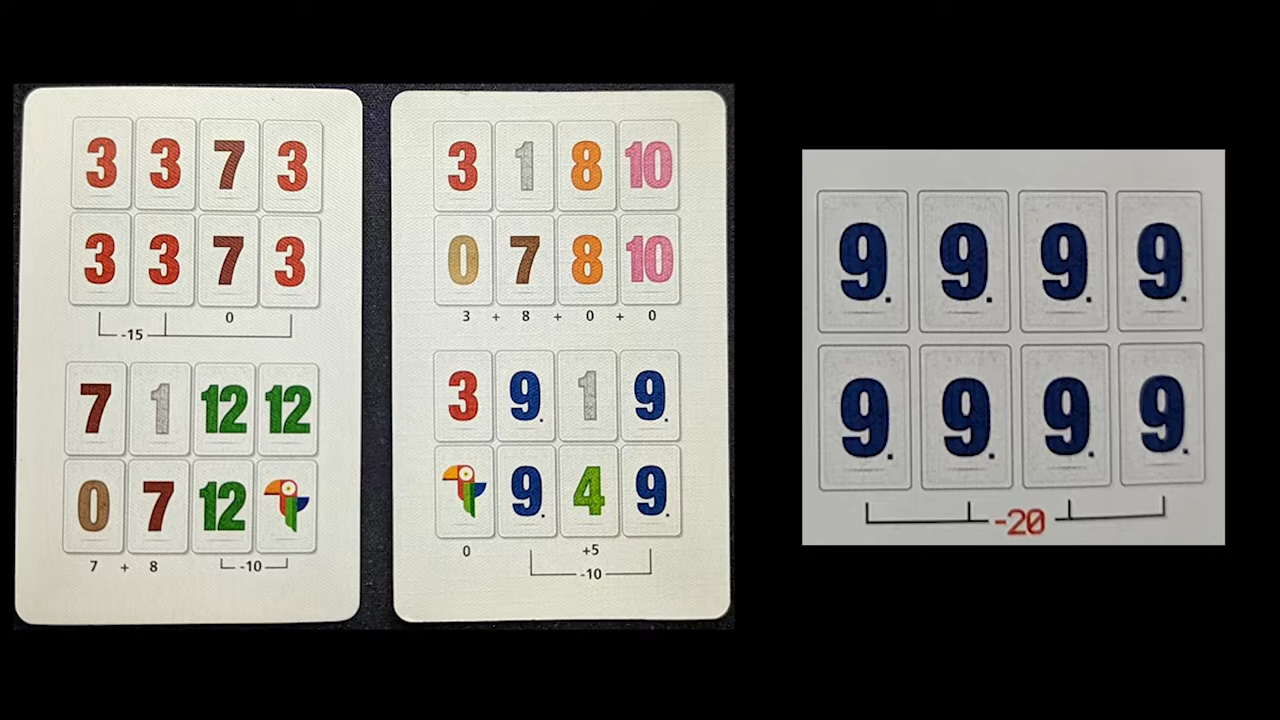 3 3 7 3
3 3 7 3
0
-15
7 1 12 12
0 7 12
7 + 8 -10
3 1 8 10
0 7 8 10
3 + 8 + 0 + 0
3 9. 1 9.
9. 4 9.
0 +5
-10
9. 9. 9. 9.
9. 9. 9. 9.
-20